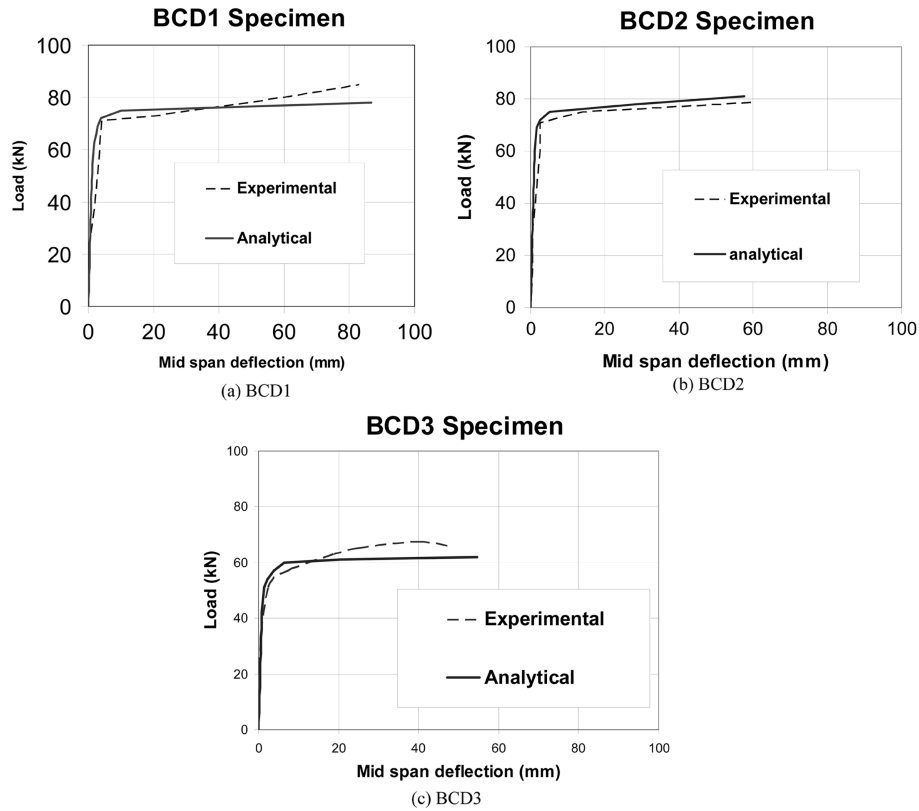 BCD1 Specimen
100
80
60
40
20
0
Load (kN)
Experimental
Analytical
0 20 40 60 80 100
Mid span deflection (mm)
(a) BCD1
BCD2 Specimen
100
80
60
40
20
0
Load (kN)
Experimental
analytical
0 20 40 60 80 100
Mid span deflection (mm)
(b) BCD2
BCD3 Specimen
100
80
60
40
20
0
Load (kN)
Experimental
Analytical
0 20 40 60 80 100
Mid span deflection (mm)
(c) BCD3